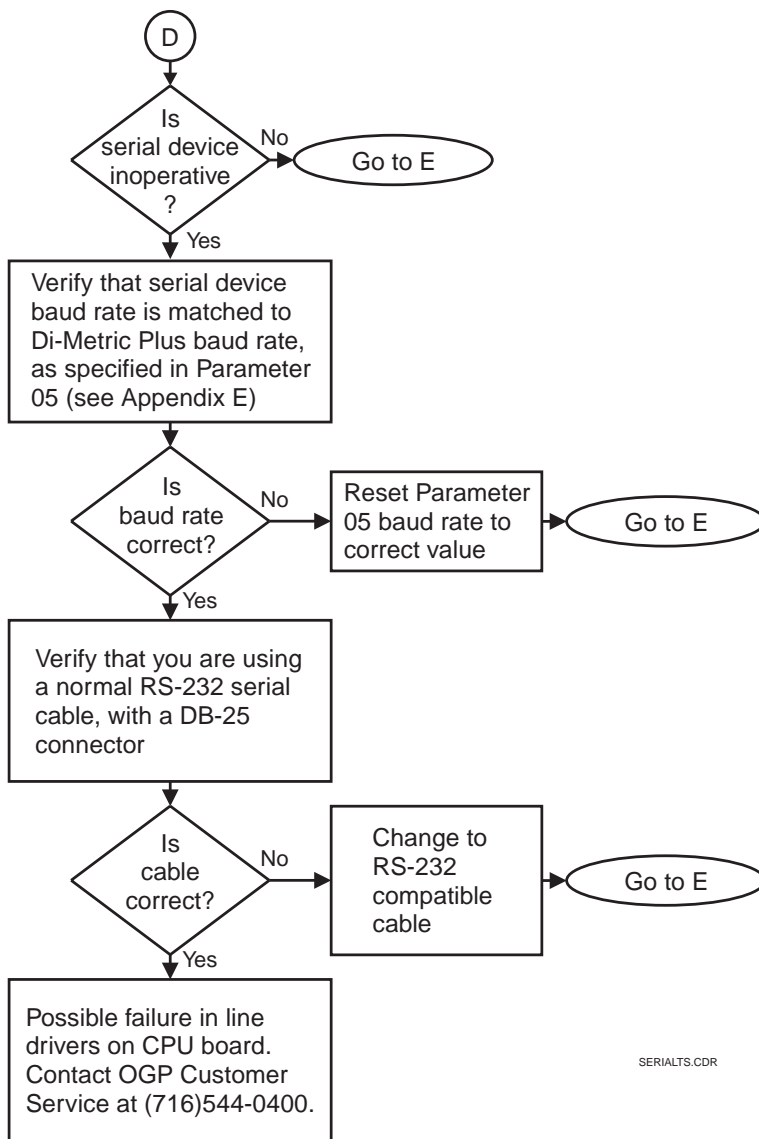 D
Is
serial device
inoperative
?
No
Go to E
Yes
Verify that serial device
baud rate is matched to
Di-Metric Plus baud rate,
as specified in Parameter
05 (see Appendix E)
Is
baud rate
correct?
No
Reset Parameter
05 baud rate to
correct value
Go to E
Yes
Verify that you are using
a normal RS-232 serial
cable, with a DB-25
connector
Is
cable
correct?
No
Change to
RS-232
compatible
cable
Go to E
Yes
Possible failure in line
drivers on CPU board.
Contact OGP Customer
Service at (716)544-0400.
SERIALTS.CDR